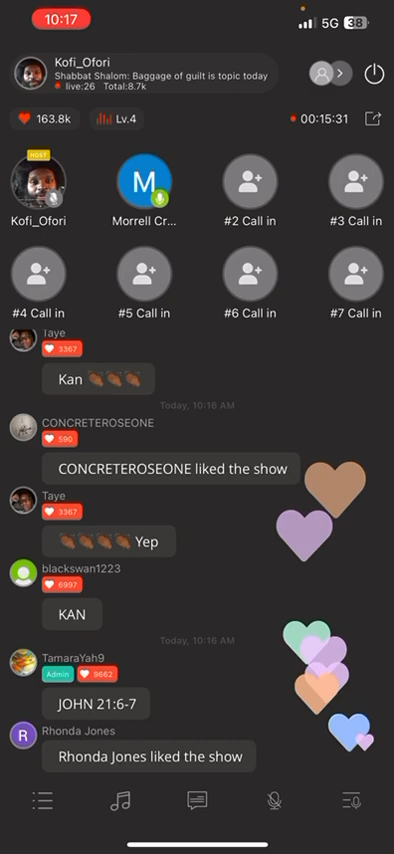 10:17
5G 38
Kofi_Ofori
Shabbat Shalom: Baggage of guilt is topic today
live:26 Total:8.7k
163.8k
Lv.4
00:15:31
HOST
M
Kofi_Ofori
Morrell Cr...
#2 Call in
#3 Call in
#4 Call in
#5 Call in
#6 Call in
#7 Call in
Taye
3367
Kan 👏🏾👏🏾👏🏾
Today, 10:16 AM
CONCRETEROSEONE
590
CONCRETEROSEONE liked the show
Taye
3367
👏🏾👏🏾👏🏾👏🏾 Yep
blackswan1223
6997
KAN
Today, 10:16 AM
TamaraYah9
Admin 9662
JOHN 21:6-7
R
Rhonda Jones
Rhonda Jones liked the show